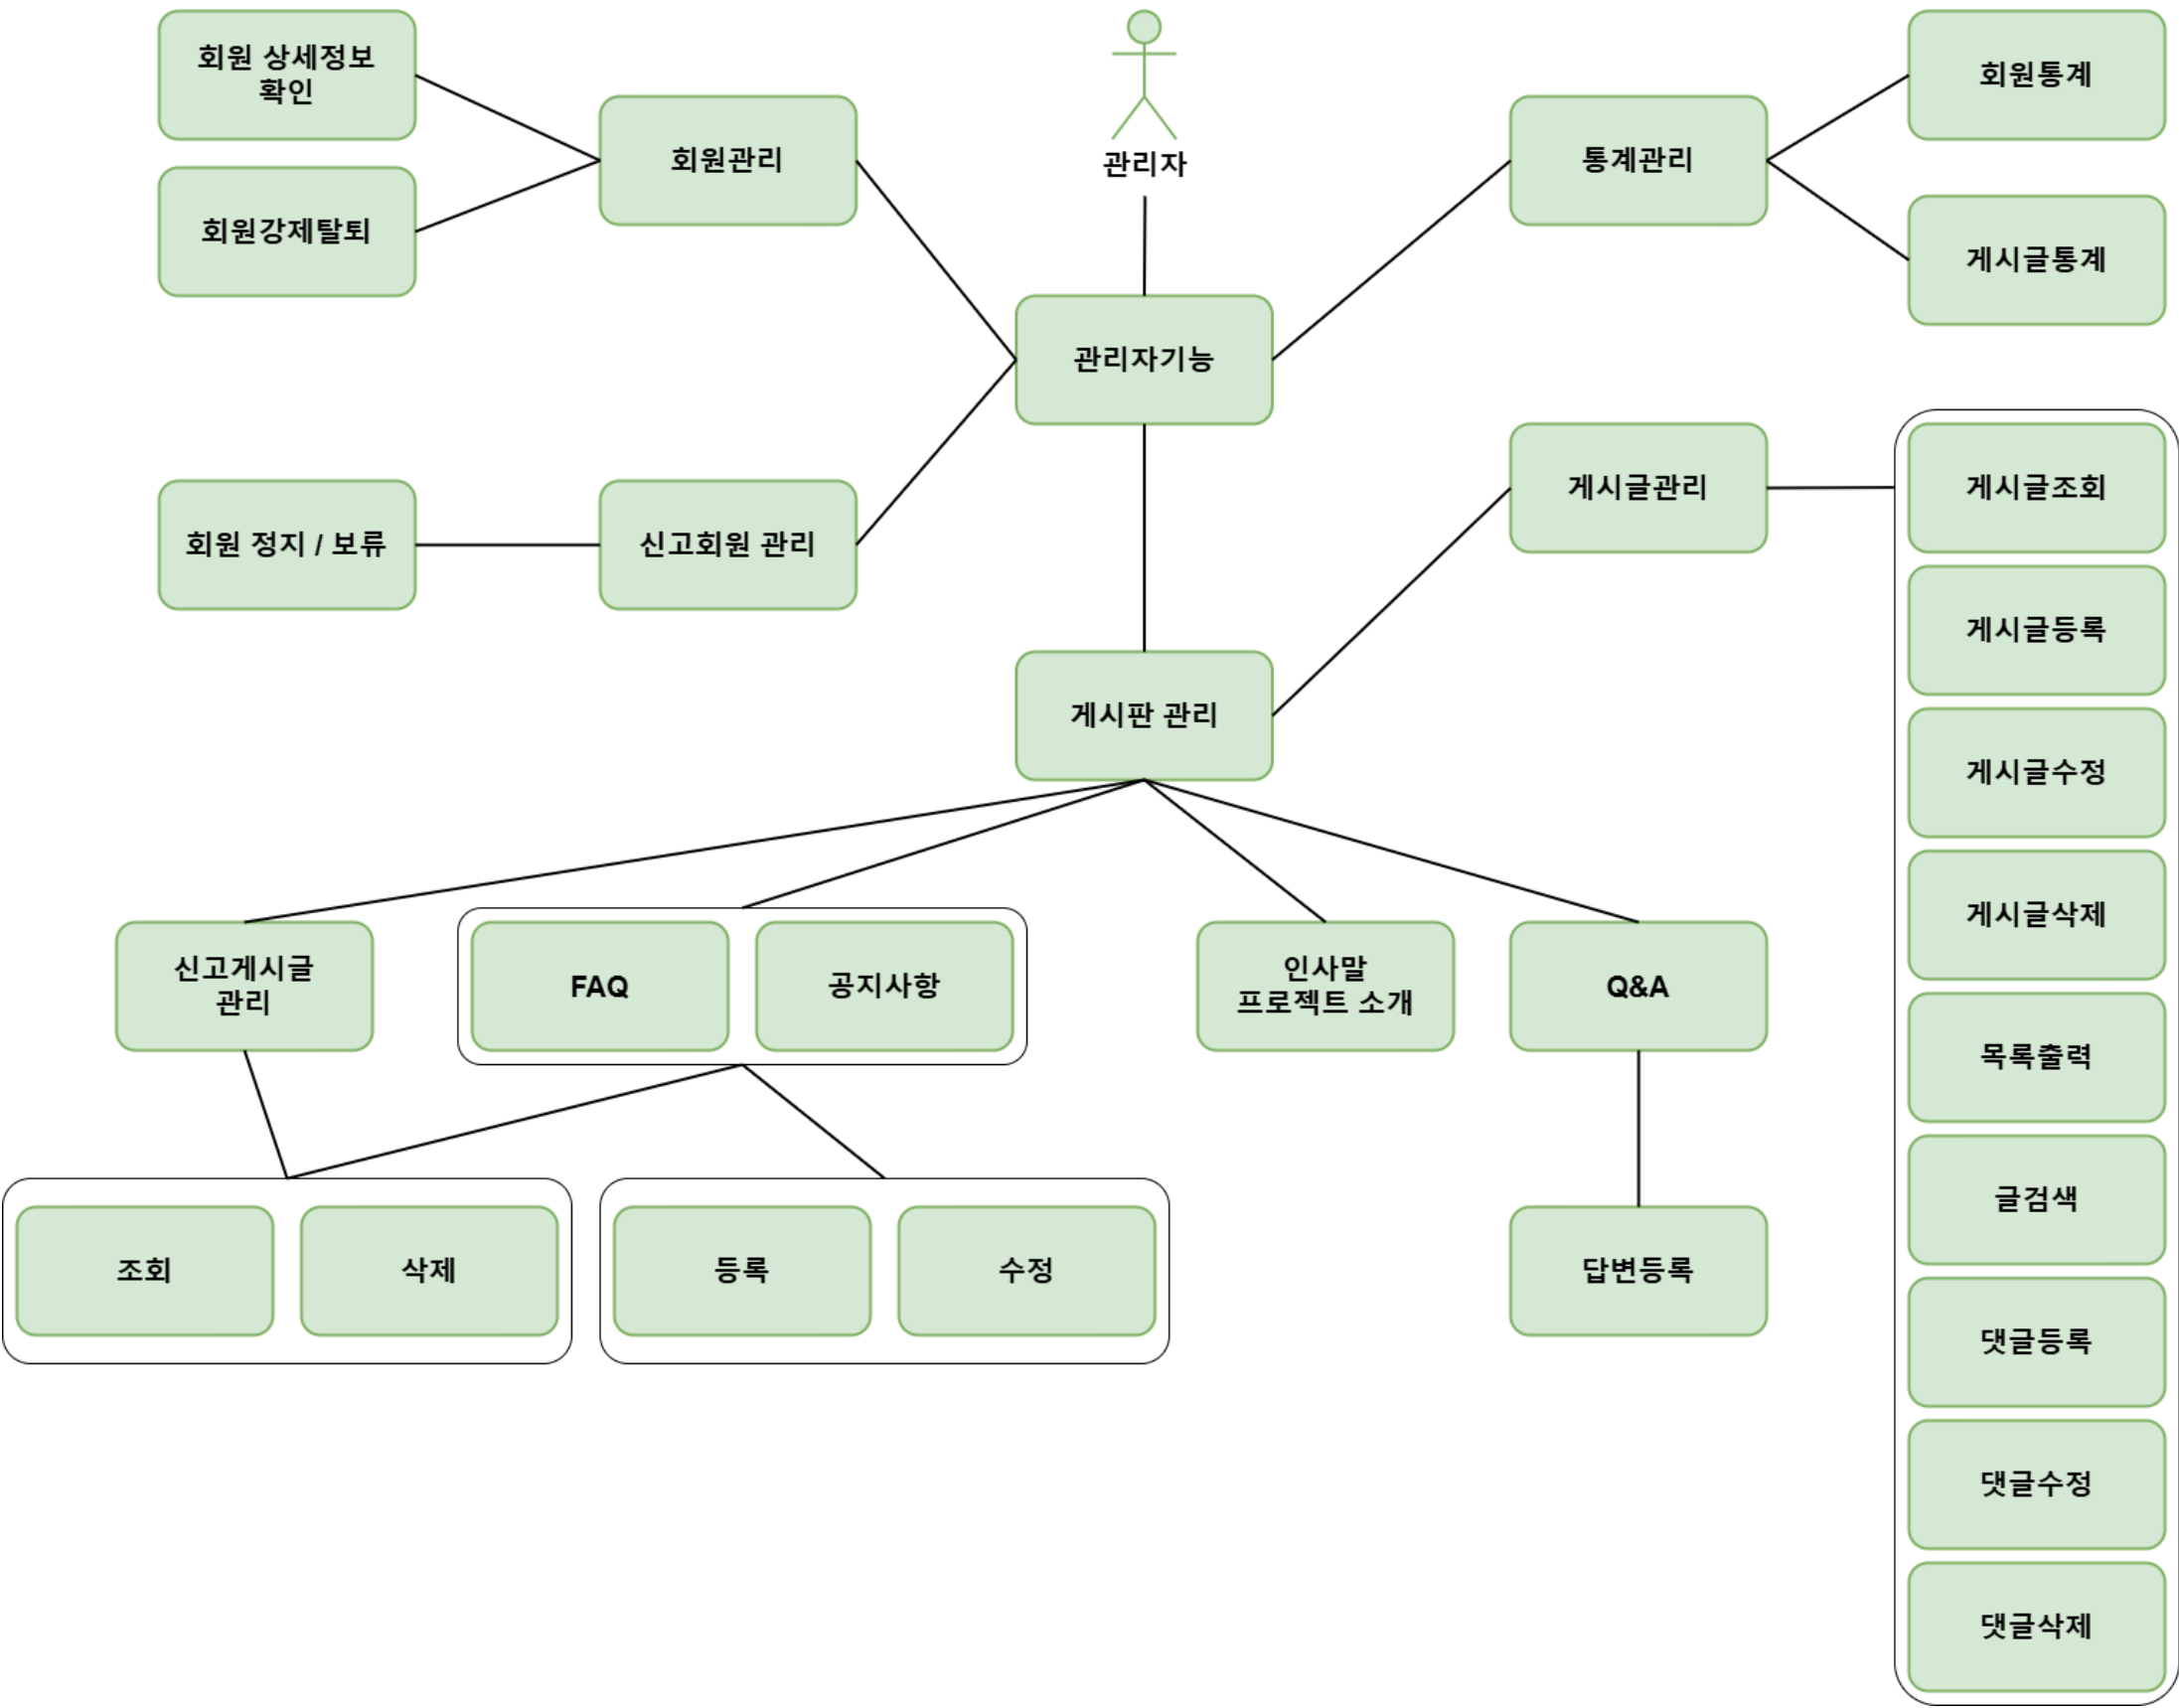 회원 상세정보
확인
회원강제탈퇴
회원관리
관리자
통계관리
회원통계
게시글통계
관리자기능
회원 정지 / 보류
신고회원 관리
게시판 관리
게시글관리
게시글조회
게시글등록
게시글수정
게시글삭제
목록출력
글검색
댓글등록
댓글수정
댓글삭제
신고게시글
관리
FAQ
공지사항
인사말
프로젝트 소개
Q&A
조회
삭제
등록
수정
답변등록